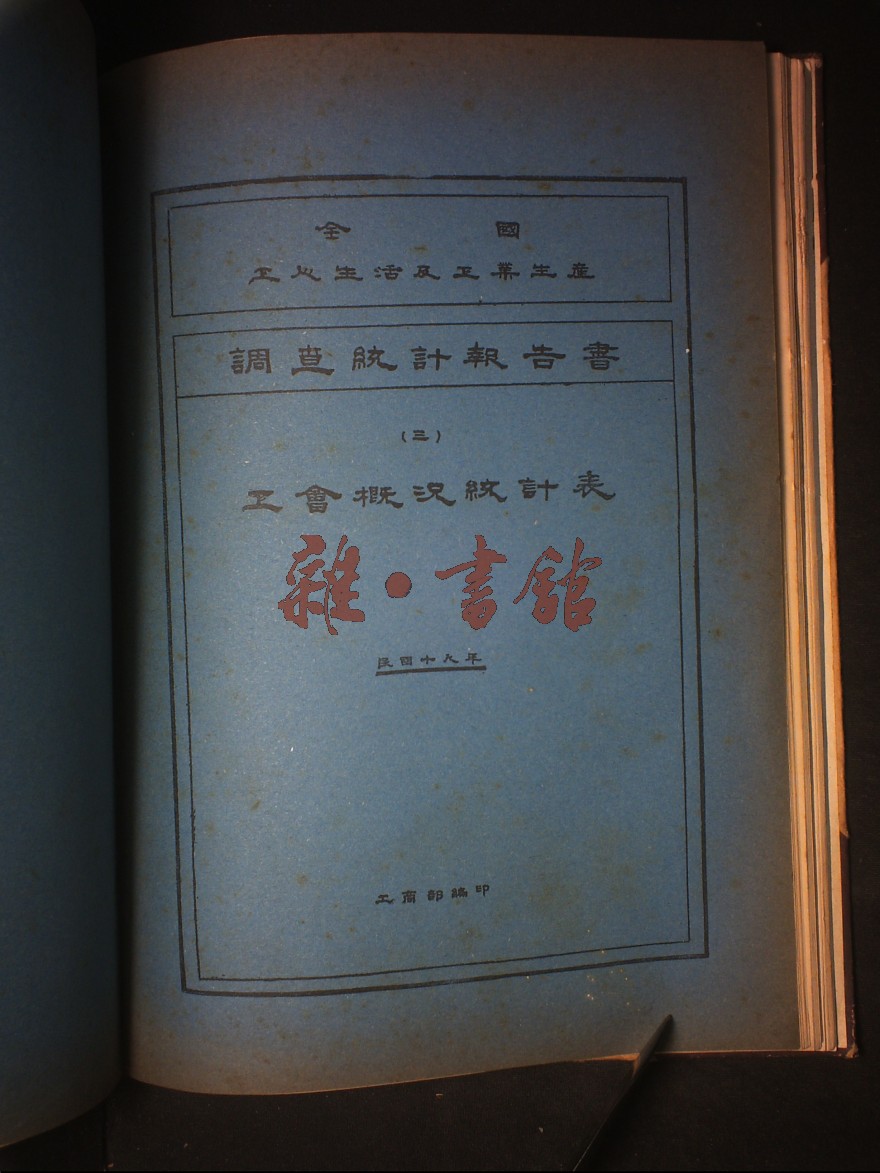 全國
工人生活及工業生產
調查統計報告書
(三)
工會概況統計表
雜·書館
民國十九年
工商部編印